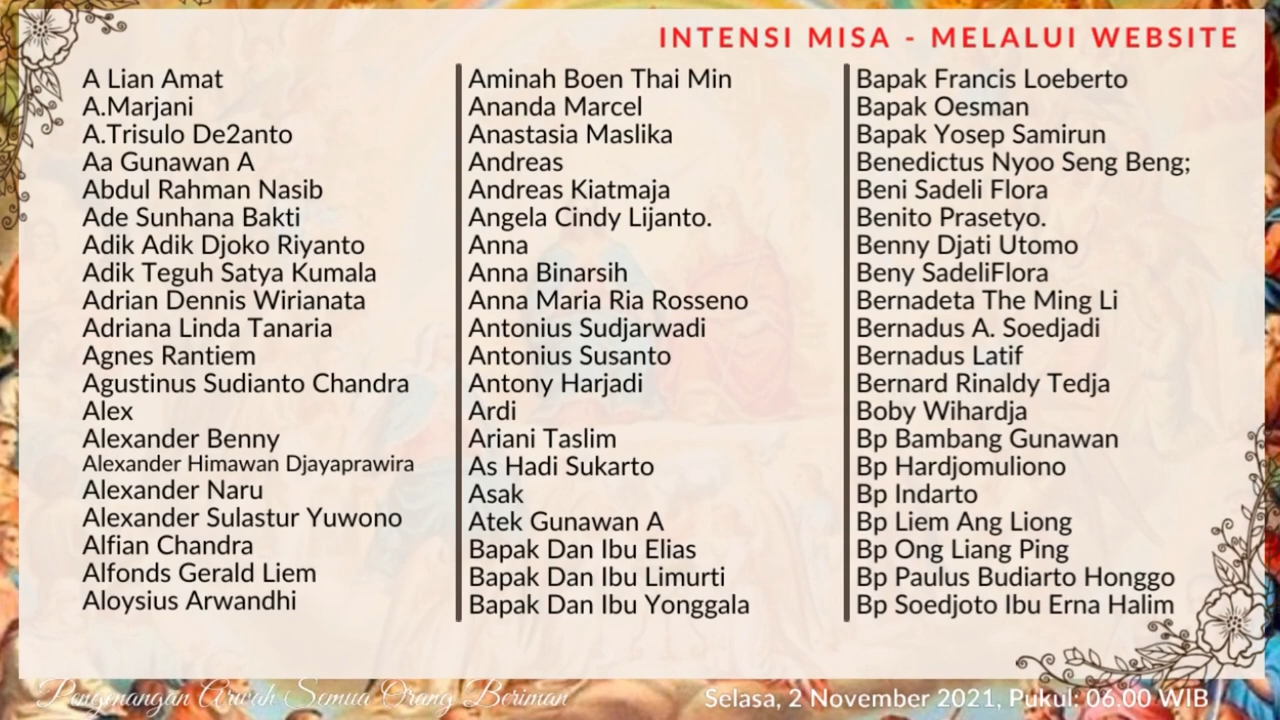 INTENSI MISA - MELALUI WEBSITE
A Lian Amat
A.Marjani
A.Trisulo De2anto
Aa Gunawan A
Abdul Rahman Nasib
Ade Sunhana Bakti
Adik Adik Djoko Riyanto
Adik Teguh Satya Kumala
Adrian Dennis Wirianata
Adriana Linda Tanaria
Agnes Rantiem
Agustinus Sudianto Chandra
Alex
Alexander Benny
Alexander Himawan Djayaprawira
Alexander Naru
Alexander Sulastur Yuwono
Alfian Chandra
Alfonds Gerald Liem
Aloysius Arwandhi
Aminah Boen Thai Min
Ananda Marcel
Anastasia Maslika
Andreas
Andreas Kiatmaja
Angela Cindy Lijanto.
Anna
Anna Binarsih
Anna Maria Ria Rosseno
Antonius Sudjarwadi
Antonius Susanto
Antony Harjadi
Ardi
Ariani Taslim
As Hadi Sukarto
Asak
Atek Gunawan A
Bapak Dan Ibu Elias
Bapak Dan Ibu Limurti
Bapak Dan Ibu Yonggala
Bapak Francis Loeberto
Bapak Oesman
Bapak Yosep Samirun
Benedictus Nyoo Seng Beng;
Beni Sadeli Flora
Benito Prasetyo.
Benny Djati Utomo
Beny SadeliFlora
Bernadeta The Ming Li
Bernadus A. Soedjadi
Bernadus Latif
Bernard Rinaldy Tedja
Boby Wihardja
Bp Bambang Gunawan
Bp Hardjomuliono
Bp Indarto
Bp Liem Ang Liong
Bp Ong Liang Ping
Bp Paulus Budiarto Honggo
Bp Soedjoto Ibu Erna Halim
Pengenangan Arwah Semua Orang Beriman
Selasa, 2 November 2021, Pukul: 06.00 WIB